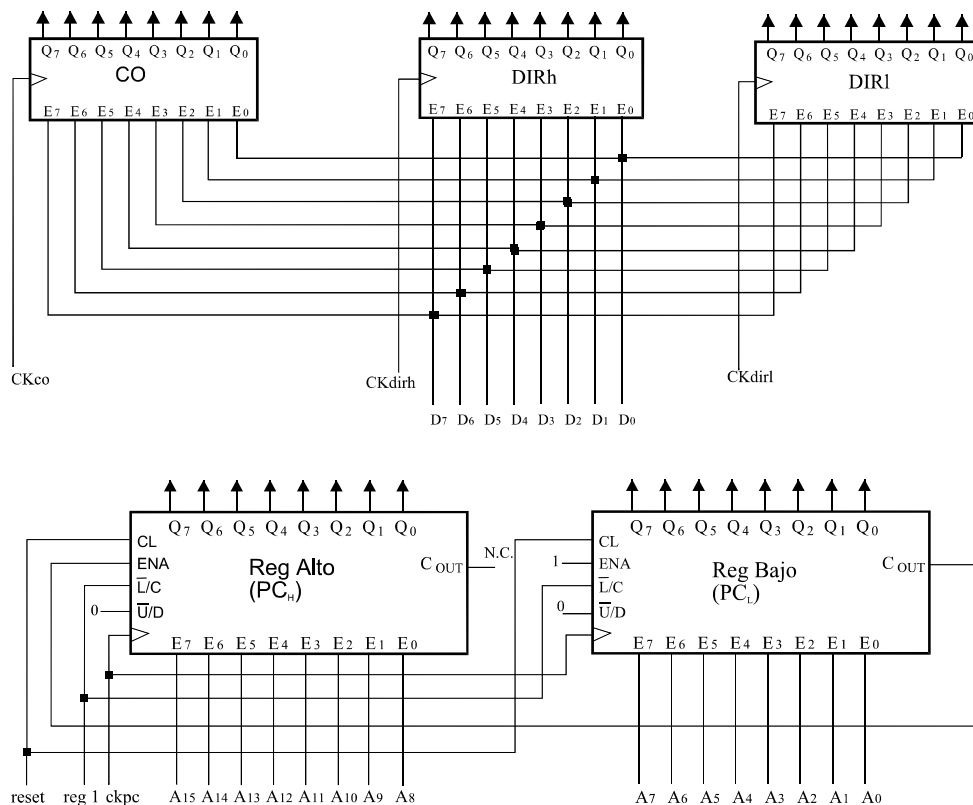 Q7 Q6 Q5 Q4 Q3 Q2 Q1 Q0
CO
E7 E6 E5 E4 E3 E2 E1 E0
Q7 Q6 Q5 Q4 Q3 Q2 Q1 Q0
DIRh
E7 E6 E5 E4 E3 E2 E1 E0
Q7 Q6 Q5 Q4 Q3 Q2 Q1 Q0
DIRl
E7 E6 E5 E4 E3 E2 E1 E0
CKco
CKdirh
CKdirl
D7 D6 D5 D4 D3 D2 D1 D0
Q7 Q6 Q5 Q4 Q3 Q2 Q1 Q0
CL
ENA
L̅/C
0
U̅/D
Reg Alto
(PCH)
COUT
N.C.
E7 E6 E5 E4 E3 E2 E1 E0
Q7 Q6 Q5 Q4 Q3 Q2 Q1 Q0
CL
1
ENA
L̅/C
0
U̅/D
Reg Bajo
(PCL)
COUT
E7 E6 E5 E4 E3 E2 E1 E0
reset reg 1 ckpc A15 A14 A13 A12 A11 A10 A9 A8
A7 A6 A5 A4 A3 A2 A1 A0